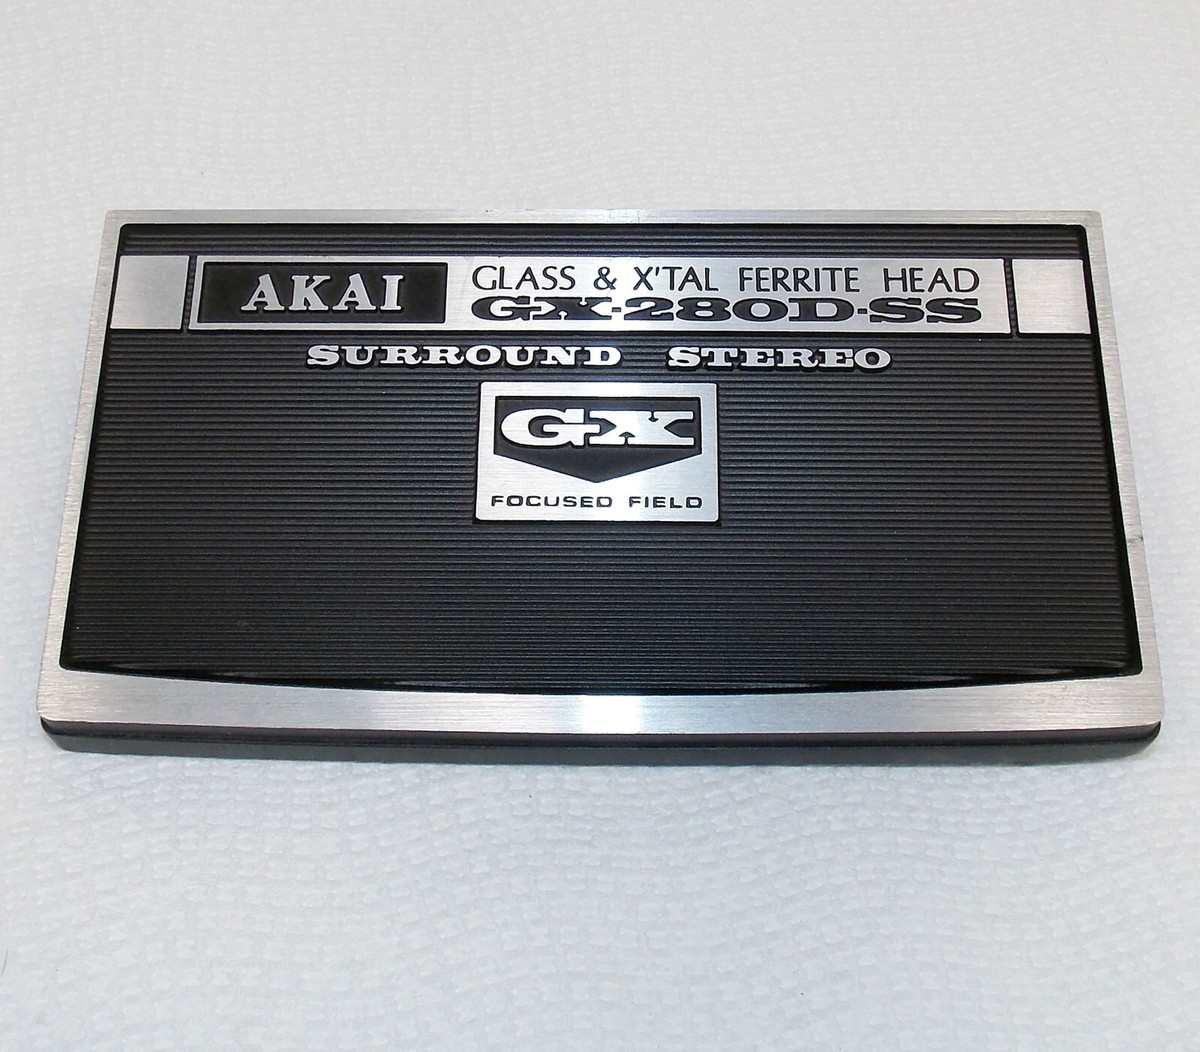 AKAI
GLASS & X'TAL FERRITE HEAD
GX-280D-SS
SURROUND STEREO
GX
FOCUSED FIELD